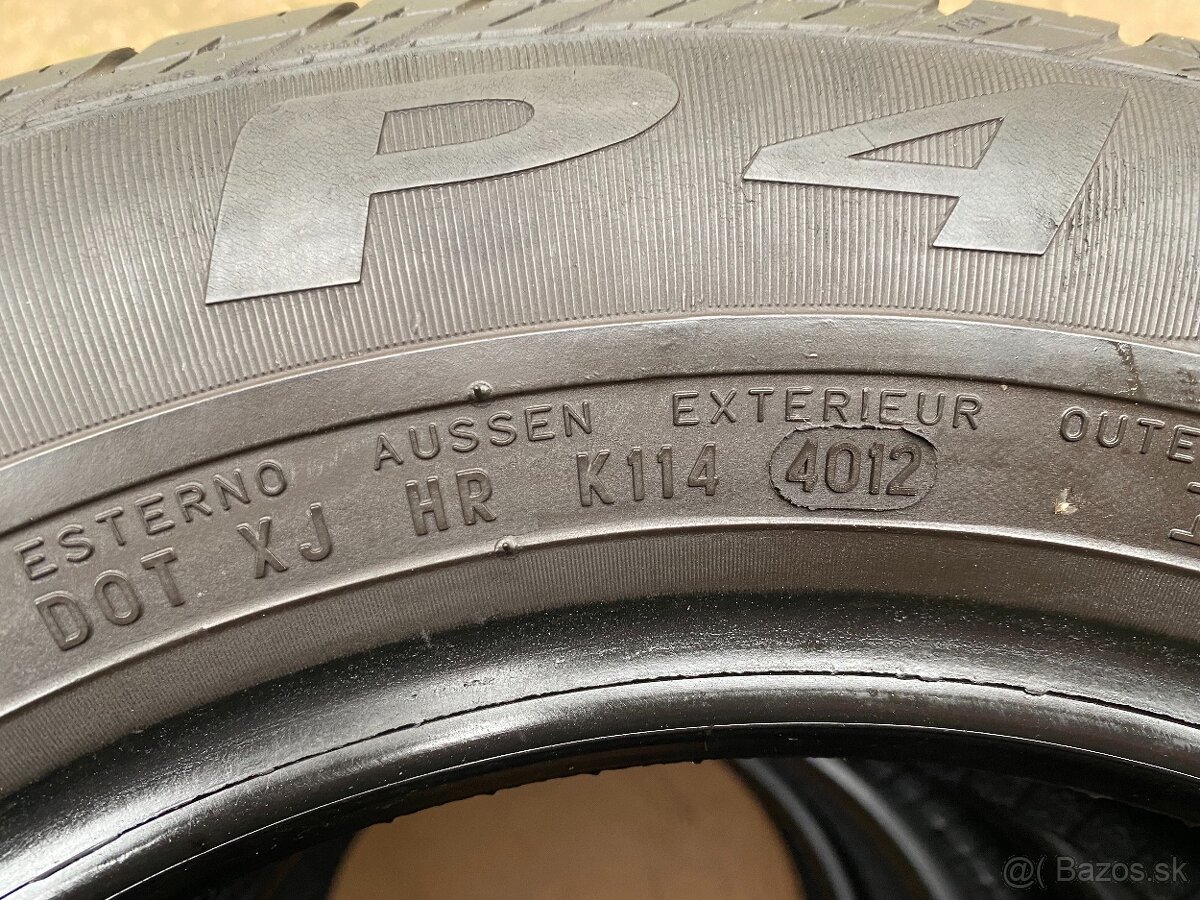 P4
ESTERNO AUSSEN EXTERIEUR OUTE
DOT XJ HR K114 4012
@( Bazos.sk